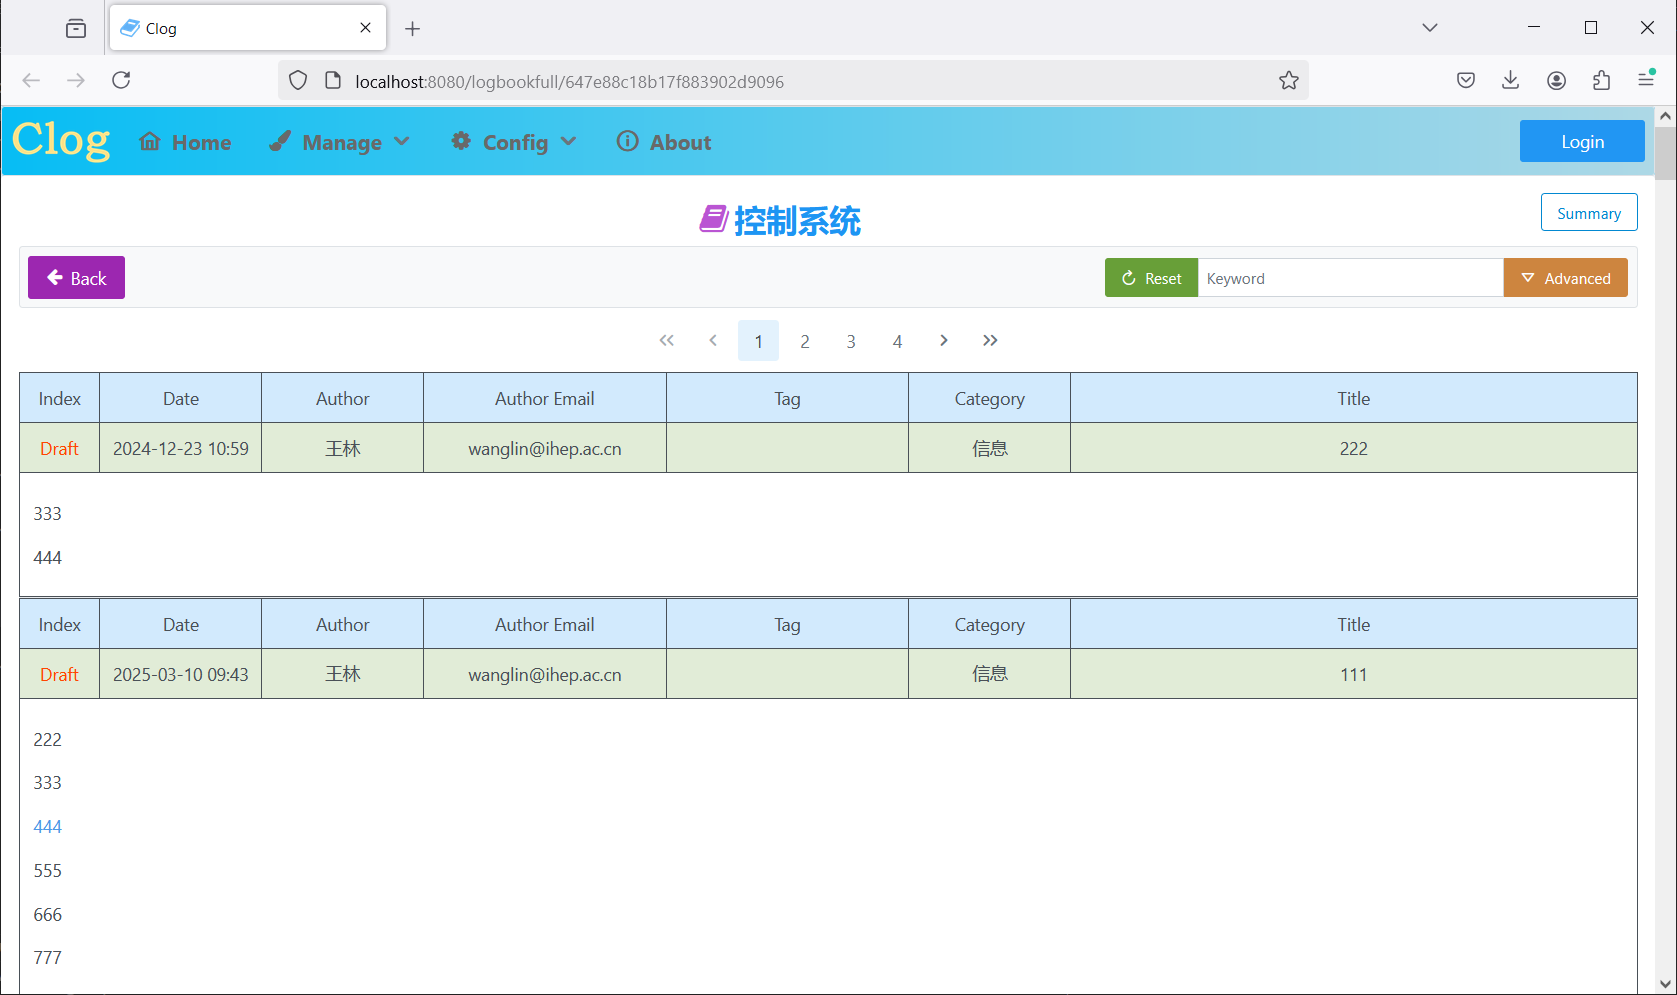 Clog
localhost:8080/logbookfull/647e88c18b17f883902d9096
Clog Home Manage Config About Login
控制系统 Summary
Back Reset Keyword Advanced
1 2 3 4
Index Date Author Author Email Tag Category Title
Draft 2024-12-23 10:59 王林 wanglin@ihep.ac.cn 信息 222
333
444
Index Date Author Author Email Tag Category Title
Draft 2025-03-10 09:43 王林 wanglin@ihep.ac.cn 信息 111
222
333
444
555
666
777